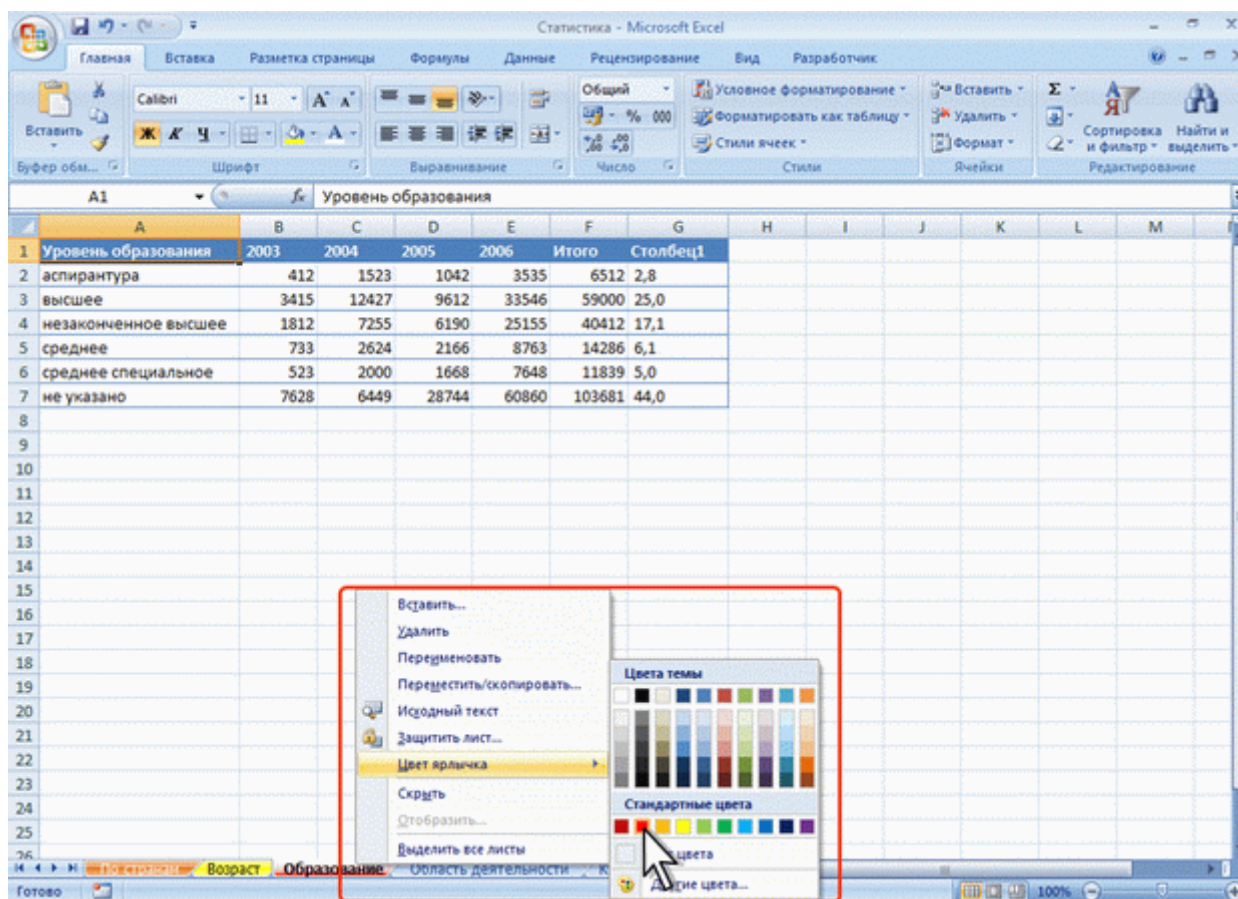 Статистика - Microsoft Excel
Главная Вставка Разметка страницы Формулы Данные Рецензирование Вид Разработчик
Вставить
Calibri 11 A A
Ж К Ч А
Общий
% 000
Условное форматирование
Форматировать как таблицу
Стили ячеек
Вставить
Удалить
Формат
Σ
Сортировка и фильтр
Найти и выделить
Буфер обм... Шрифт Выравнивание Число Стили Ячейки Редактирование
A1 fx Уровень образования
A B C D E F G H I J K L M
1 Уровень образования 2003 2004 2005 2006 Итого Столбец1
2 аспирантура 412 1523 1042 3535 6512 2,8
3 высшее 3415 12427 9612 33546 59000 25,0
4 незаконченное высшее 1812 7255 6190 25155 40412 17,1
5 среднее 733 2624 2166 8763 14286 6,1
6 среднее специальное 523 2000 1668 7648 11839 5,0
7 не указано 7628 6449 28744 60860 103681 44,0
8
9
10
11
12
13
14
15
16
17
18
19
20
21
22
23
24
25
26
Вставить...
Удалить
Переименовать
Переместить/скопировать...
Исходный текст
Защитить лист...
Цвет ярлычка
Скрыть
Отобразить...
Выделить все листы
Цвета темы
Стандартные цвета
цвета
цвета...
По странам Возраст Образование Область деятельности К
Готово 100%